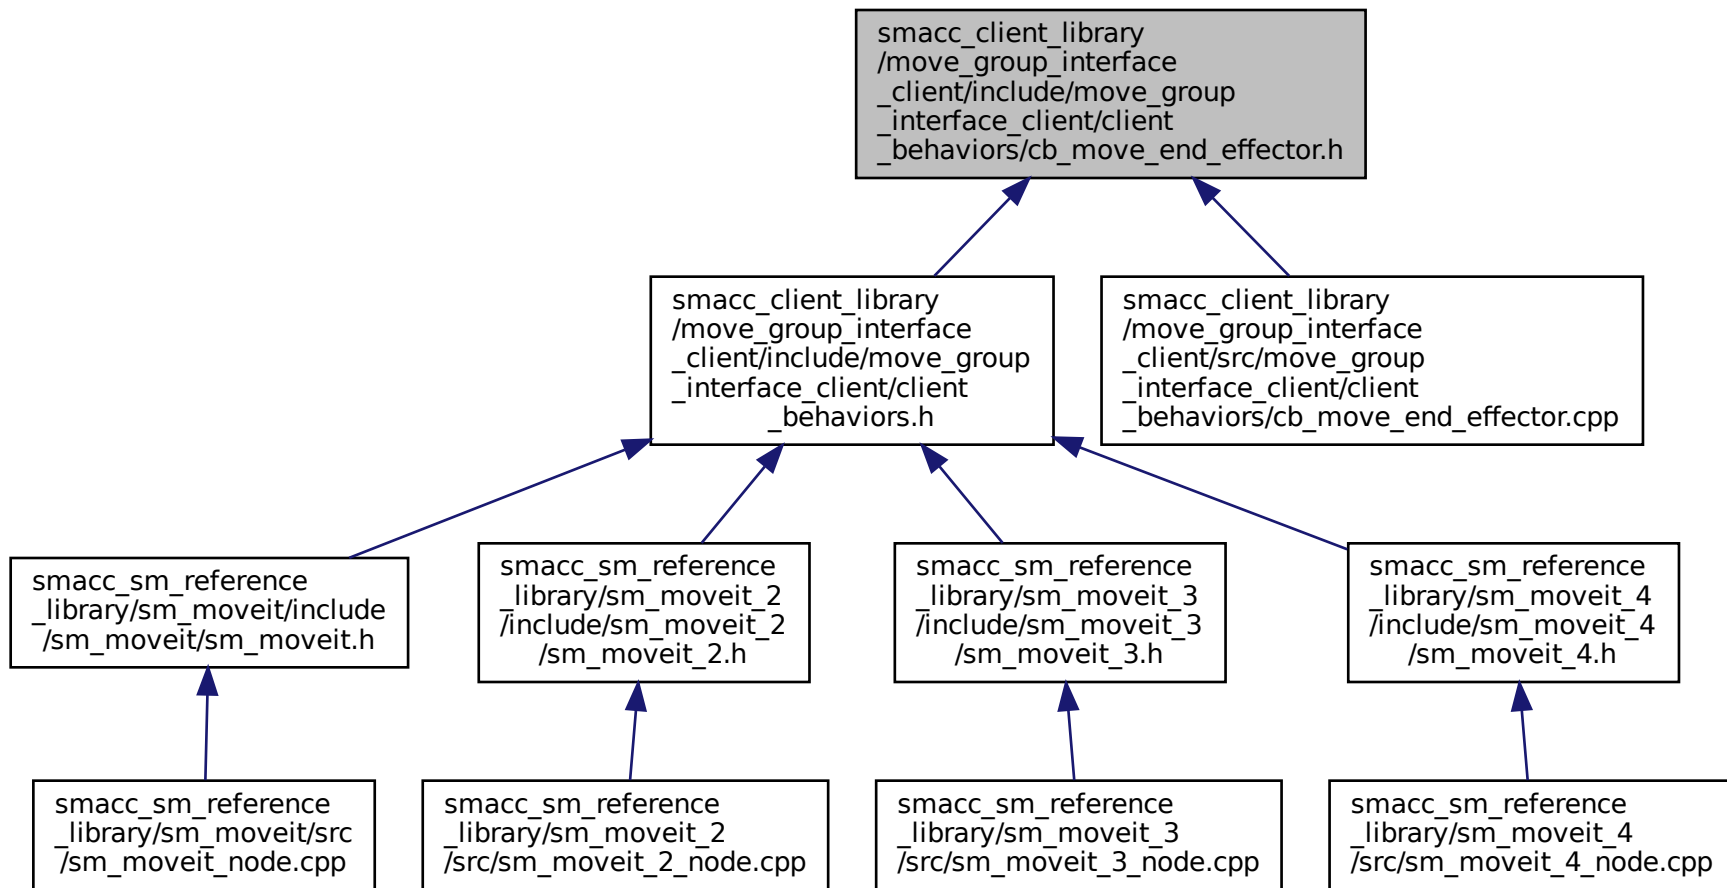 smacc_client_library
/move_group_interface
_client/include/move_group
_interface_client/client
_behaviors/cb_move_end_effector.h
smacc_client_library
/move_group_interface
_client/include/move_group
_interface_client/client
_behaviors.h
smacc_client_library
/move_group_interface
_client/src/move_group
_interface_client/client
_behaviors/cb_move_end_effector.cpp
smacc_sm_reference
_library/sm_moveit/include
/sm_moveit/sm_moveit.h
smacc_sm_reference
_library/sm_moveit_2
/include/sm_moveit_2
/sm_moveit_2.h
smacc_sm_reference
_library/sm_moveit_3
/include/sm_moveit_3
/sm_moveit_3.h
smacc_sm_reference
_library/sm_moveit_4
/include/sm_moveit_4
/sm_moveit_4.h
smacc_sm_reference
_library/sm_moveit/src
/sm_moveit_node.cpp
smacc_sm_reference
_library/sm_moveit_2
/src/sm_moveit_2_node.cpp
smacc_sm_reference
_library/sm_moveit_3
/src/sm_moveit_3_node.cpp
smacc_sm_reference
_library/sm_moveit_4
/src/sm_moveit_4_node.cpp